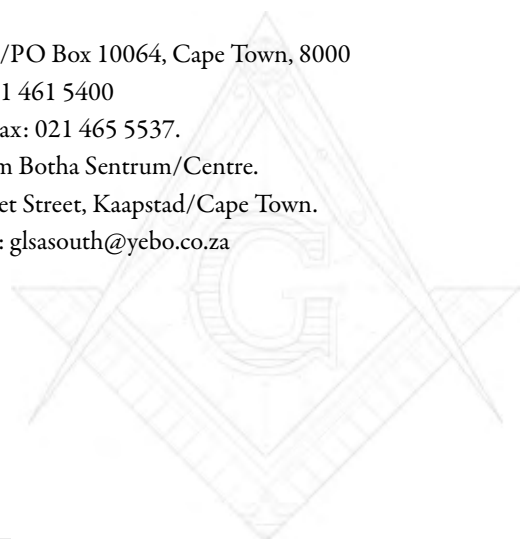 /PO Box 10064, Cape Town, 8000
1 461 5400
ax: 021 465 5537.
m Botha Sentrum/Centre.
et Street, Kaapstad/Cape Town.
: glsasouth@yebo.co.za
G